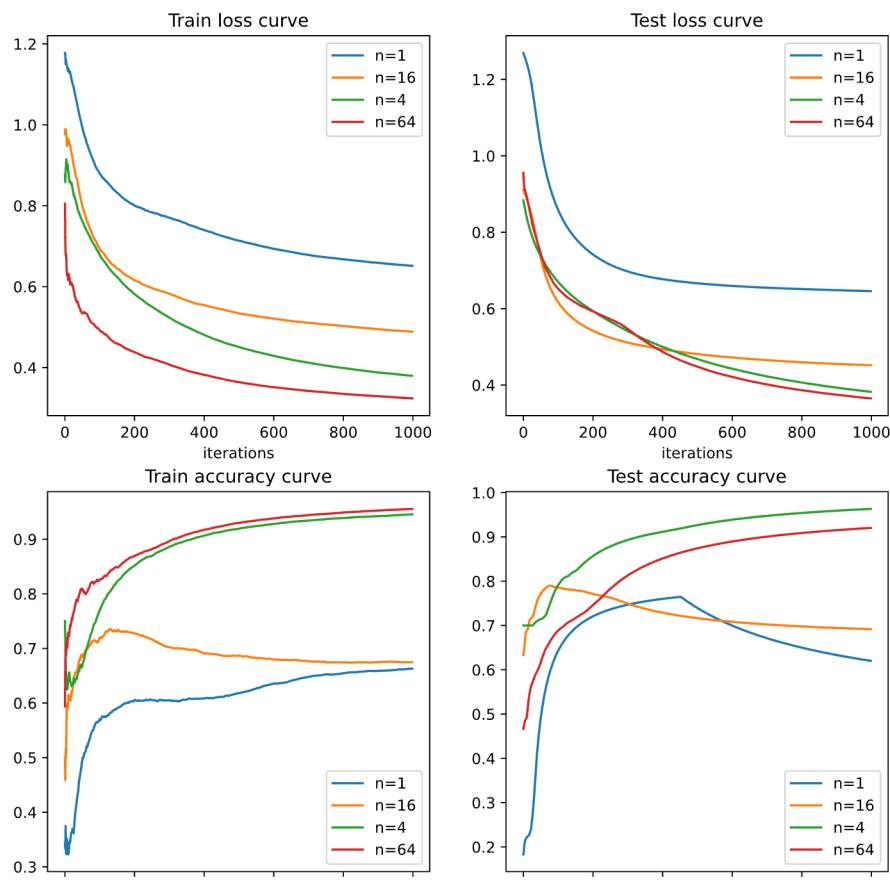 Train loss curve
1.2
1.0
0.8
0.6
0.4
n=1
n=16
n=4
n=64
0 200 400 600 800 1000
iterations
Test loss curve
1.2
1.0
0.8
0.6
0.4
n=1
n=16
n=4
n=64
0 200 400 600 800 1000
iterations
Train accuracy curve
0.9
0.8
0.7
0.6
0.5
0.4
0.3
n=1
n=16
n=4
n=64
Test accuracy curve
1.0
0.9
0.8
0.7
0.6
0.5
0.4
0.3
0.2
n=1
n=16
n=4
n=64